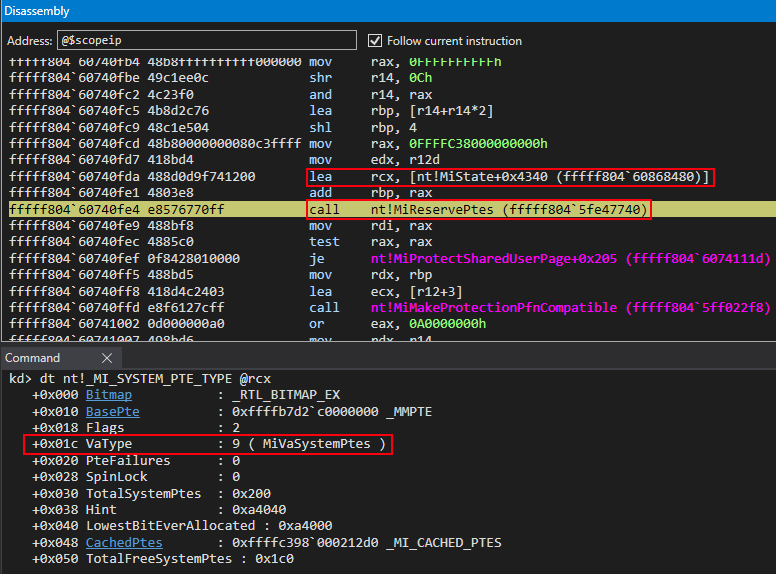 Disassembly
Address: @$scopeip Follow current instruction
fffff804`60740fb4 48b8ffffffffff000000 mov rax, 0FFFFFFFFFFh
fffff804`60740fbe 49c1ee0c shr r14, 0Ch
fffff804`60740fc2 4c23f0 and r14, rax
fffff804`60740fc5 4b8d2c76 lea rbp, [r14+r14*2]
fffff804`60740fc9 48c1e504 shl rbp, 4
fffff804`60740fcd 48b80000000080c3ffff mov rax, 0FFFFC38000000000h
fffff804`60740fd7 418bd4 mov edx, r12d
fffff804`60740fda 488d0d9f741200 lea rcx, [nt!MiState+0x4340 (fffff804`60868480)]
fffff804`60740fe1 4803e8 add rbp, rax
fffff804`60740fe4 e8576770ff call nt!MiReservePtes (fffff804`5fe47740)
fffff804`60740fe9 488bf8 mov rdi, rax
fffff804`60740fec 4885c0 test rax, rax
fffff804`60740fef 0f8428010000 je nt!MiProtectSharedUserPage+0x205 (fffff804`6074111d)
fffff804`60740ff5 488bd5 mov rdx, rbp
fffff804`60740ff8 418d4c2403 lea ecx, [r12+3]
fffff804`60740ffd e8f6127cff call nt!MiMakeProtectionPfnCompatible (fffff804`5ff022f8)
fffff804`60741002 0d000000a0 or eax, 0A0000000h
fffff804`60741007 498bd6 mov rdx, r14
Command
kd> dt nt!_MI_SYSTEM_PTE_TYPE @rcx
+0x000 Bitmap : _RTL_BITMAP_EX
+0x010 BasePte : 0xffffb7d2`c0000000 _MMPTE
+0x018 Flags : 2
+0x01c VaType : 9 ( MiVaSystemPtes )
+0x020 PteFailures : 0
+0x028 SpinLock : 0
+0x030 TotalSystemPtes : 0x200
+0x038 Hint : 0xa4040
+0x040 LowestBitEverAllocated : 0xa4000
+0x048 CachedPtes : 0xffffc398`000212d0 _MI_CACHED_PTES
+0x050 TotalFreeSystemPtes : 0x1c0